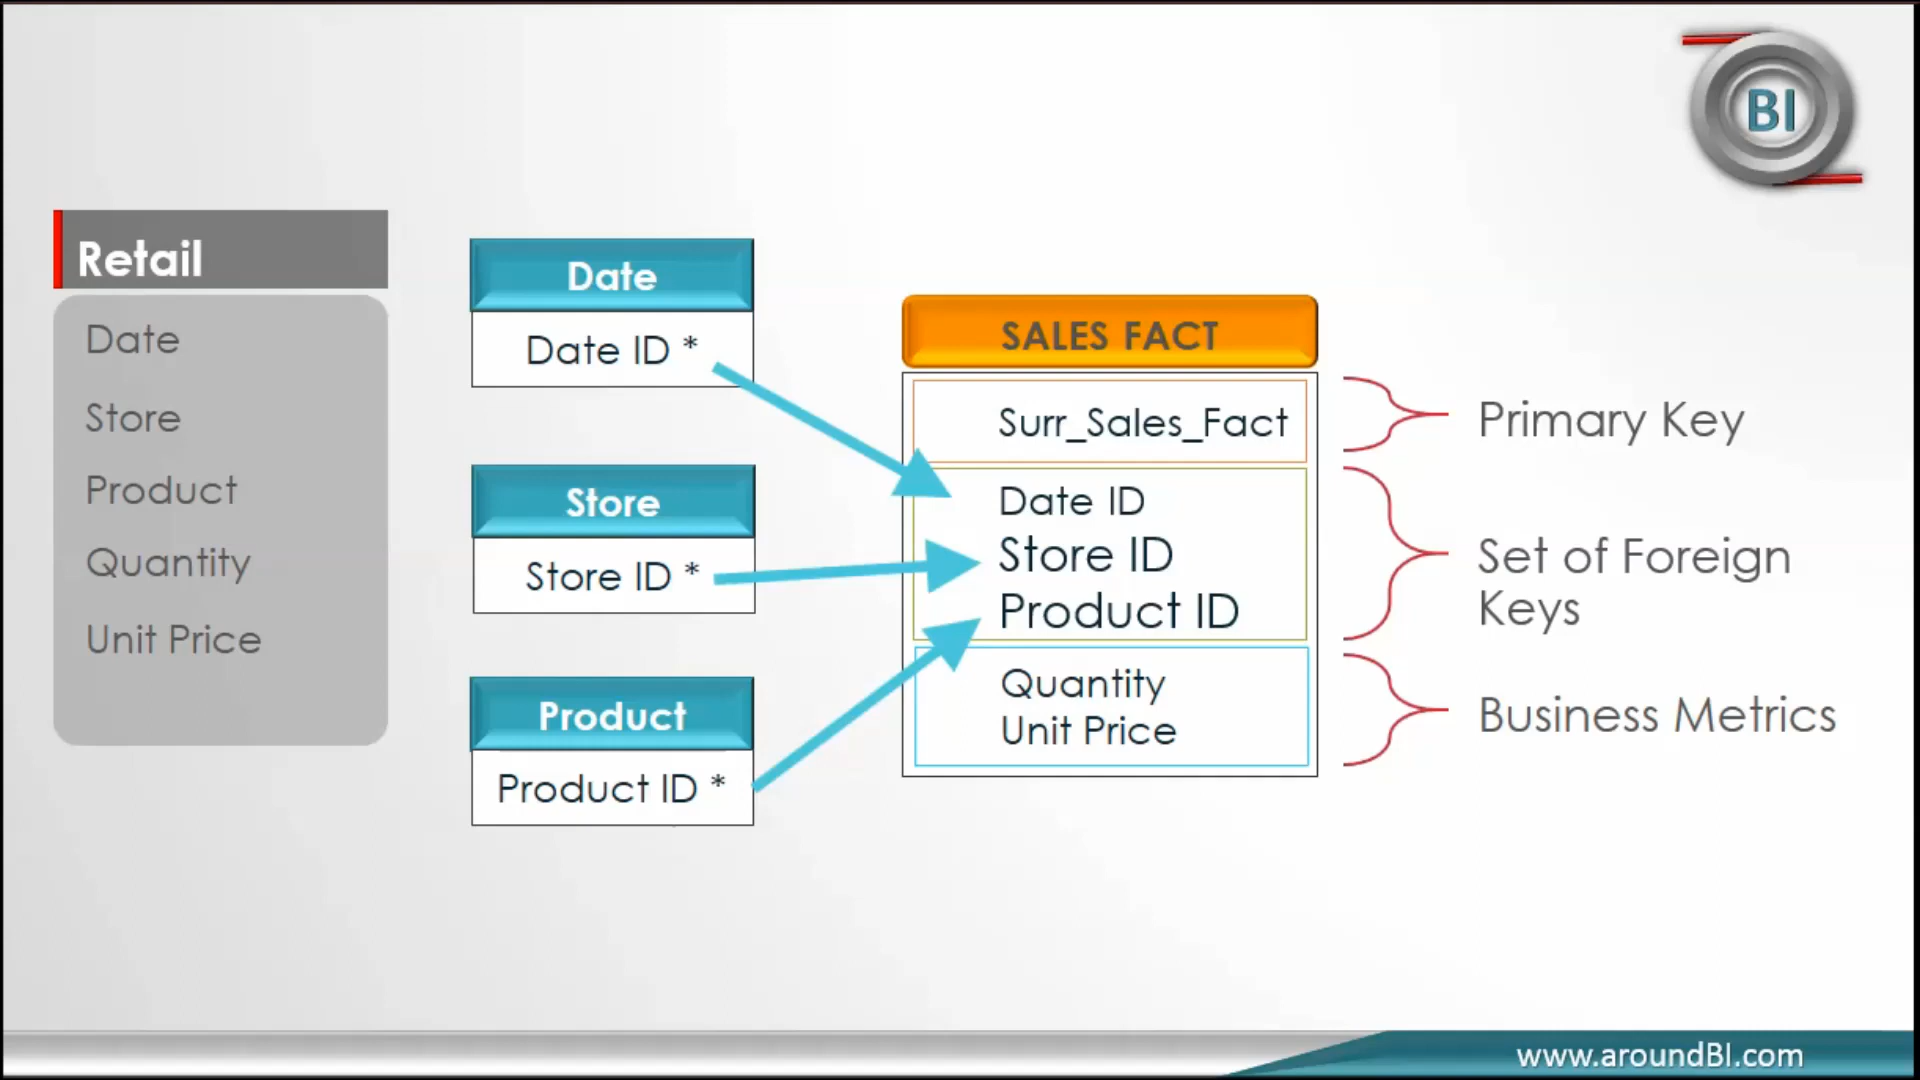 BI
Retail
Date
Store
Product
Quantity
Unit Price
Date
Date ID *
Store
Store ID *
Product
Product ID *
SALES FACT
Surr_Sales_Fact
Date ID
Store ID
Product ID
Quantity
Unit Price
Primary Key
Set of Foreign
Keys
Business Metrics
www.aroundBI.com